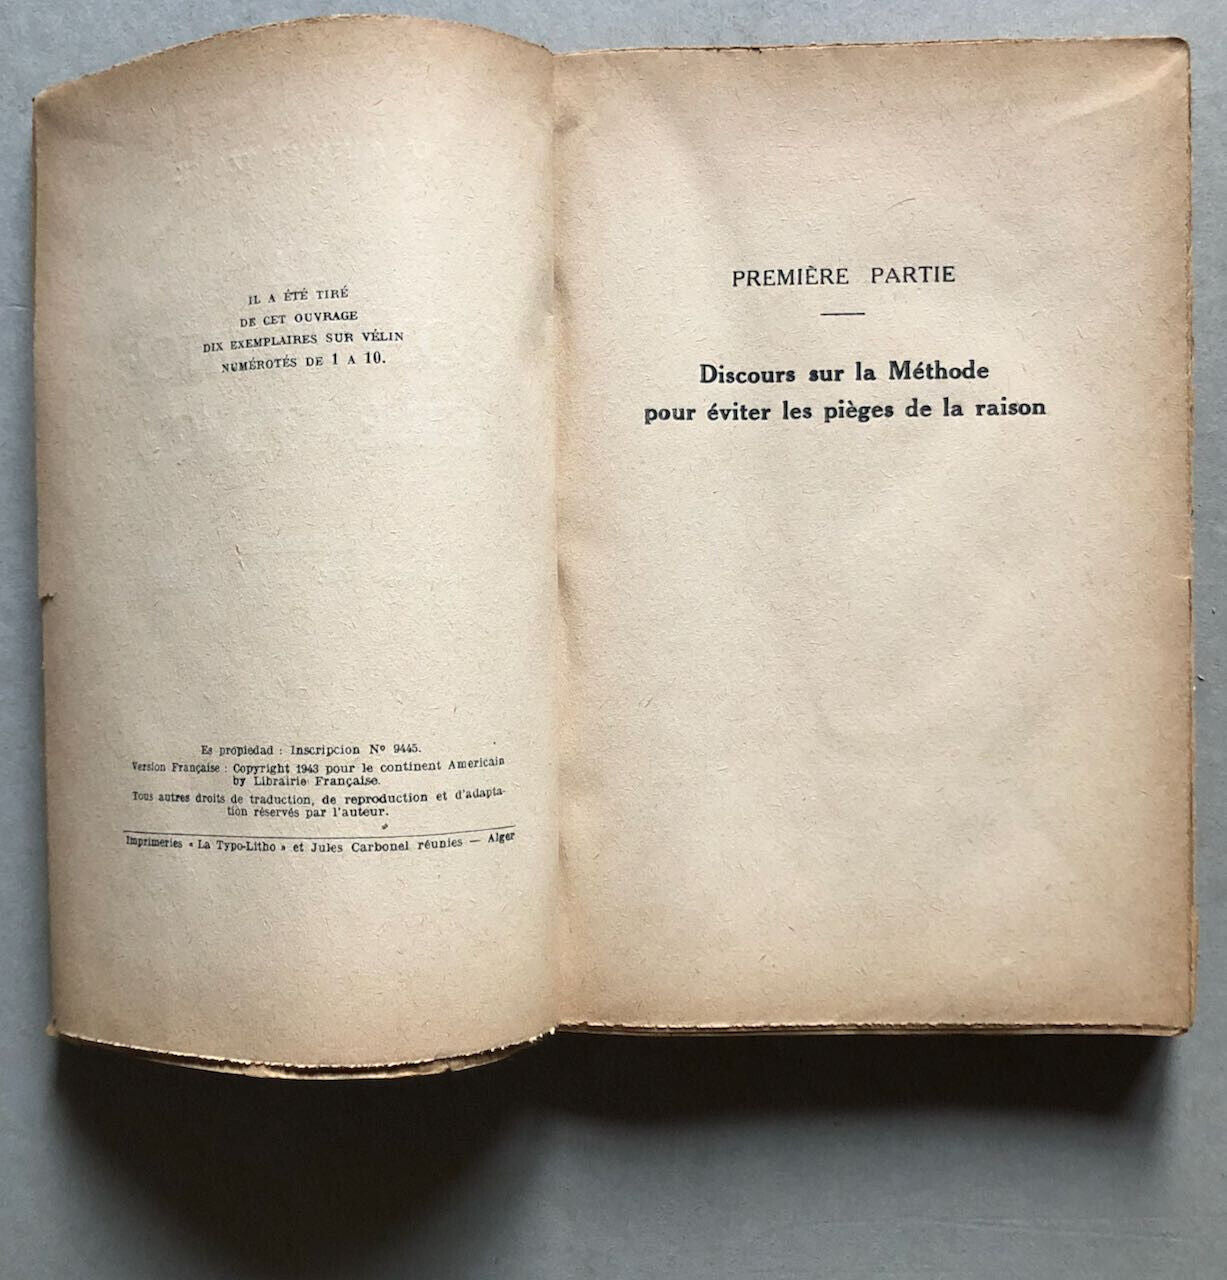 IL A ÉTÉ TIRÉ
DE CET OUVRAGE
DIX EXEMPLAIRES SUR VÉLIN
NUMÉROTÉS DE 1 A 10.
Es propiedad : Inscripcion Nº 9445.
Version Française : Copyright 1943 pour le continent Americain
by Librairie Française.
Tous autres droits de traduction, de reproduction et d'adapta-
tion réservés par l'auteur.
Imprimeries « La Typo-Litho » et Jules Carbonel réunies — Alger
PREMIÈRE PARTIE
Discours sur la Méthode
pour éviter les pièges de la raison